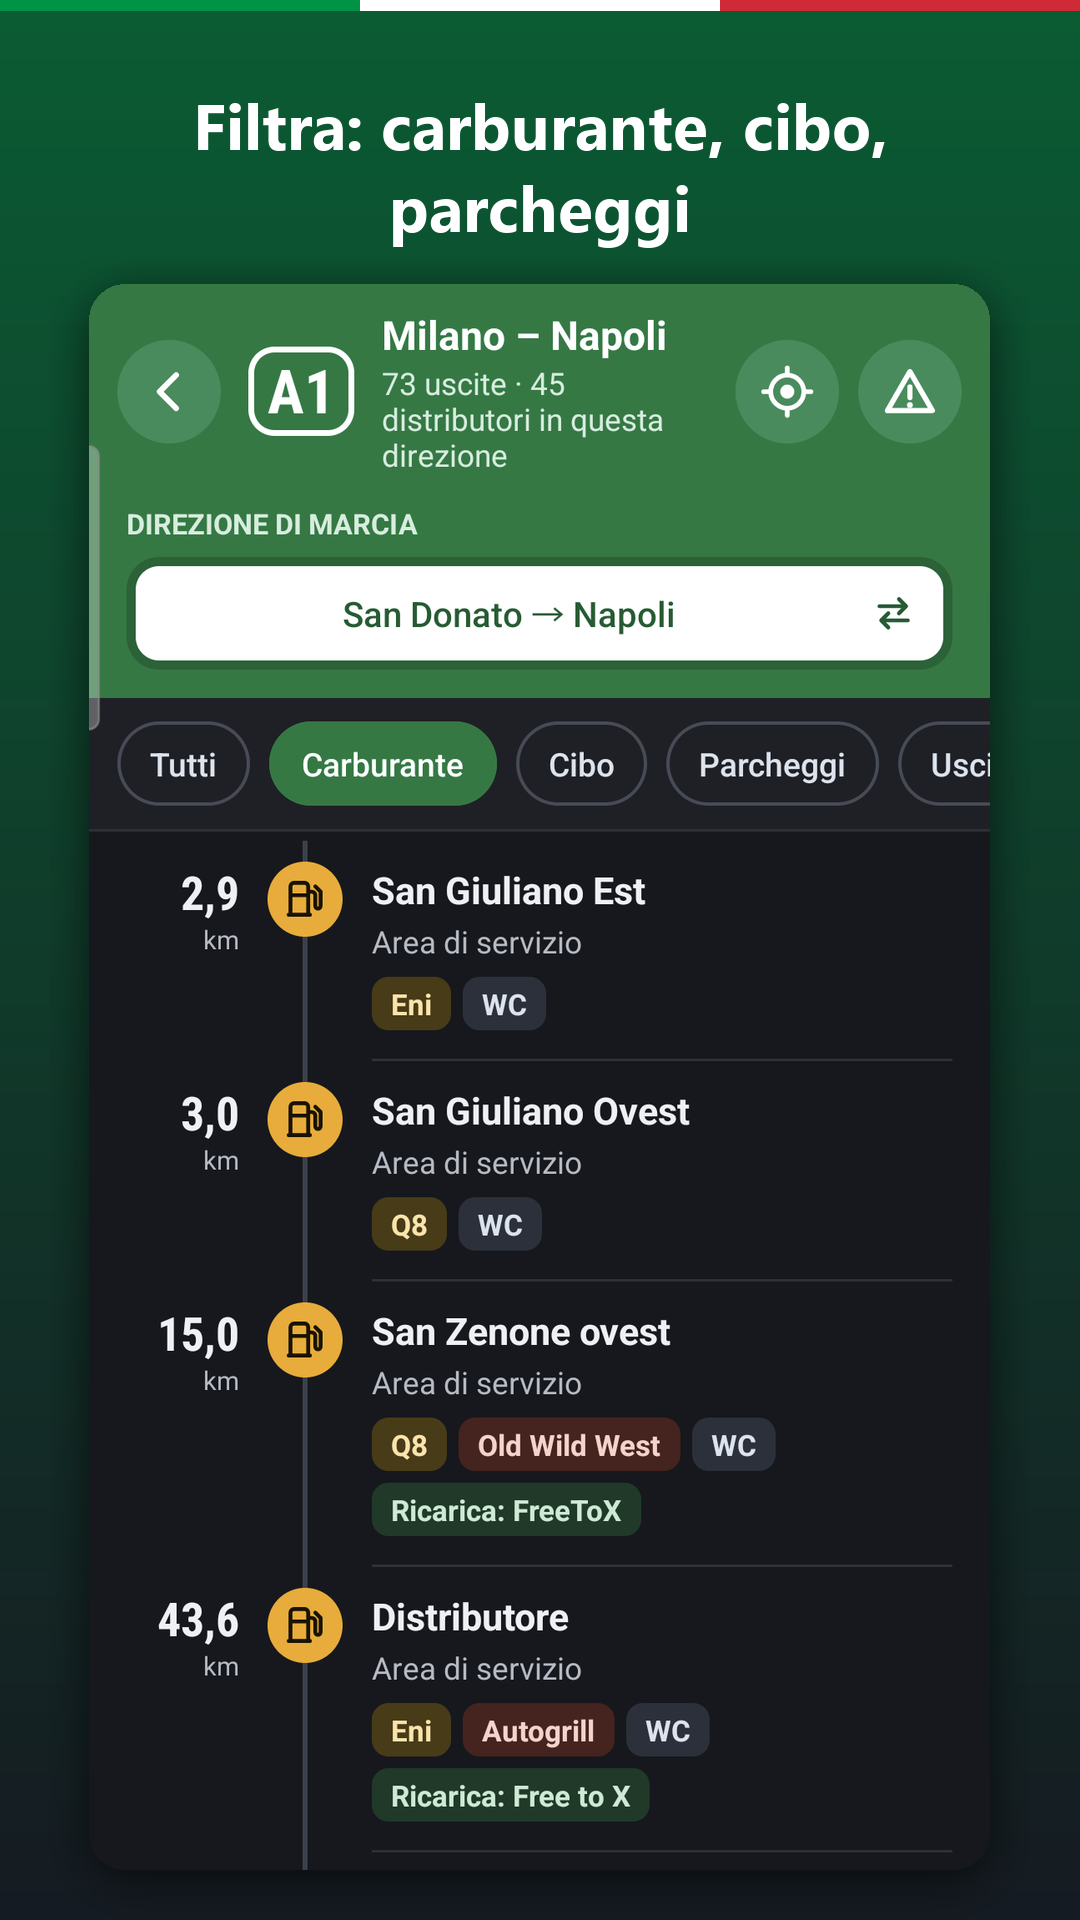 Filtra: carburante, cibo,
parcheggi
A1
Milano – Napoli
73 uscite · 45
distributori in questa
direzione
DIREZIONE DI MARCIA
San Donato → Napoli
Tutti
Carburante
Cibo
Parcheggi
Usci
2,9
km
San Giuliano Est
Area di servizio
Eni
WC
3,0
km
San Giuliano Ovest
Area di servizio
Q8
WC
15,0
km
San Zenone ovest
Area di servizio
Q8
Old Wild West
WC
Ricarica: FreeToX
43,6
km
Distributore
Area di servizio
Eni
Autogrill
WC
Ricarica: Free to X